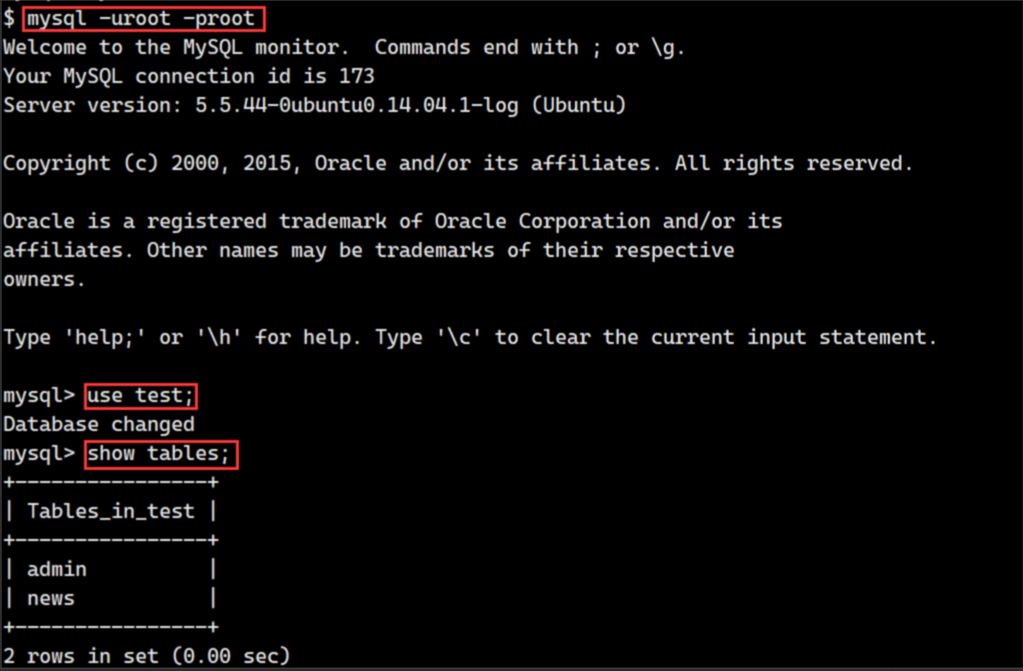 $ mysql -uroot -proot
Welcome to the MySQL monitor.  Commands end with ; or \g.
Your MySQL connection id is 173
Server version: 5.5.44-0ubuntu0.14.04.1-log (Ubuntu)
Copyright (c) 2000, 2015, Oracle and/or its affiliates. All rights reserved.
Oracle is a registered trademark of Oracle Corporation and/or its
affiliates. Other names may be trademarks of their respective
owners.
Type 'help;' or '\h' for help. Type '\c' to clear the current input statement.
mysql> use test;
Database changed
mysql> show tables;
+----------------+
| Tables_in_test |
+----------------+
| admin          |
| news           |
+----------------+
2 rows in set (0.00 sec)